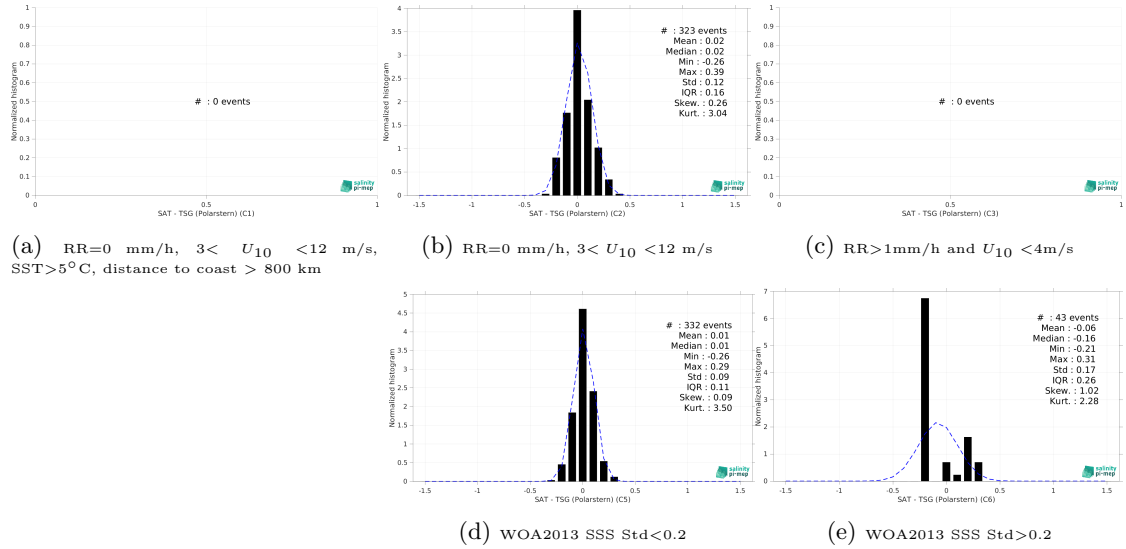 1
0.9
0.8
0.7
0.6
0.5
0.4
0.3
0.2
0.1
0
Normalized histogram
# : 0 events
salinity
pi-mep
0 0.5 1
SAT - TSG (Polarstern) (C1)
4
3.5
3
2.5
2
1.5
1
0.5
0
Normalized histogram
# : 323 events
Mean : 0.02
Median : 0.02
Min : -0.26
Max : 0.39
Std : 0.12
IQR : 0.16
Skew. : 0.26
Kurt. : 3.04
salinity
pi-mep
-1.5 -1 -0.5 0 0.5 1 1.5
SAT - TSG (Polarstern) (C2)
1
0.9
0.8
0.7
0.6
0.5
0.4
0.3
0.2
0.1
0
Normalized histogram
# : 0 events
salinity
pi-mep
0 0.5 1
SAT - TSG (Polarstern) (C3)
(a) RR=0 mm/h, 3< U10 <12 m/s,
SST>5°C, distance to coast > 800 km
(b) RR=0 mm/h, 3< U10 <12 m/s
(c) RR>1mm/h and U10 <4m/s
5
4.5
4
3.5
3
2.5
2
1.5
1
0.5
0
Normalized histogram
# : 332 events
Mean : 0.01
Median : 0.01
Min : -0.26
Max : 0.29
Std : 0.09
IQR : 0.11
Skew. : 0.09
Kurt. : 3.50
salinity
pi-mep
-1.5 -1 -0.5 0 0.5 1 1.5
SAT - TSG (Polarstern) (C5)
7
6
5
4
3
2
1
0
Normalized histogram
# : 43 events
Mean : -0.06
Median : -0.16
Min : -0.21
Max : 0.31
Std : 0.17
IQR : 0.26
Skew. : 1.02
Kurt. : 2.28
salinity
pi-mep
-1.5 -1 -0.5 0 0.5 1 1.5
SAT - TSG (Polarstern) (C6)
(d) WOA2013 SSS Std<0.2
(e) WOA2013 SSS Std>0.2